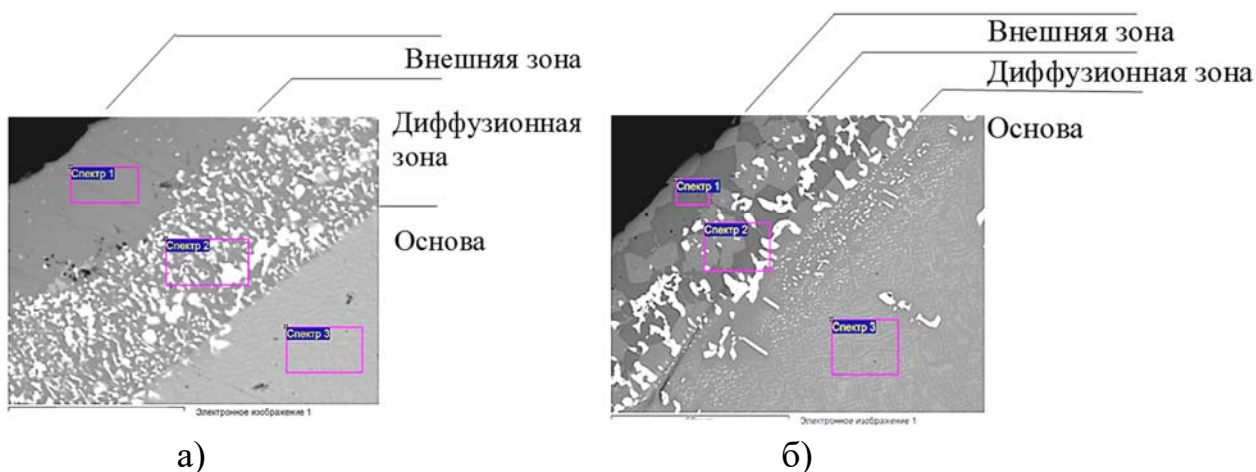 Внешняя зона
Диффузионная
зона
Основа
Спектр 1
Спектр 2
Спектр 3
Электронное изображение 1
а)
Внешняя зона
Диффузионная зона
Основа
Спектр 1
Спектр 2
Спектр 3
Электронное изображение 1
б)